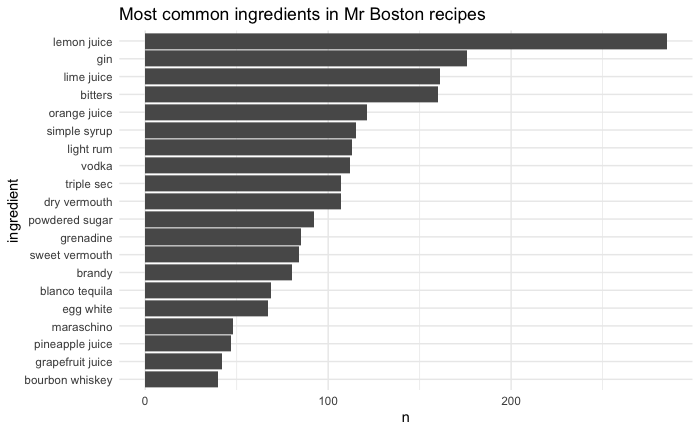 Most common ingredients in Mr Boston recipes
lemon juice
gin
lime juice
bitters
orange juice
simple syrup
light rum
vodka
triple sec
dry vermouth
powdered sugar
grenadine
sweet vermouth
brandy
blanco tequila
egg white
maraschino
pineapple juice
grapefruit juice
bourbon whiskey
ingredient
0 100 200
n